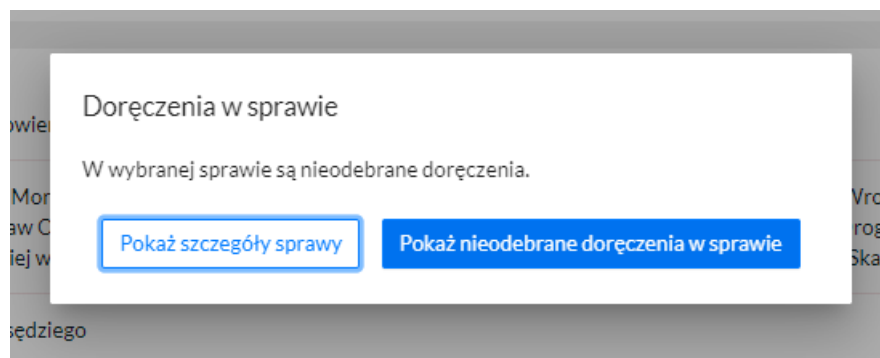 Doręczenia w sprawie
W wybranej sprawie są nieodebrane doręczenia.
Pokaż szczegóły sprawy
Pokaż nieodebrane doręczenia w sprawie
sędziego